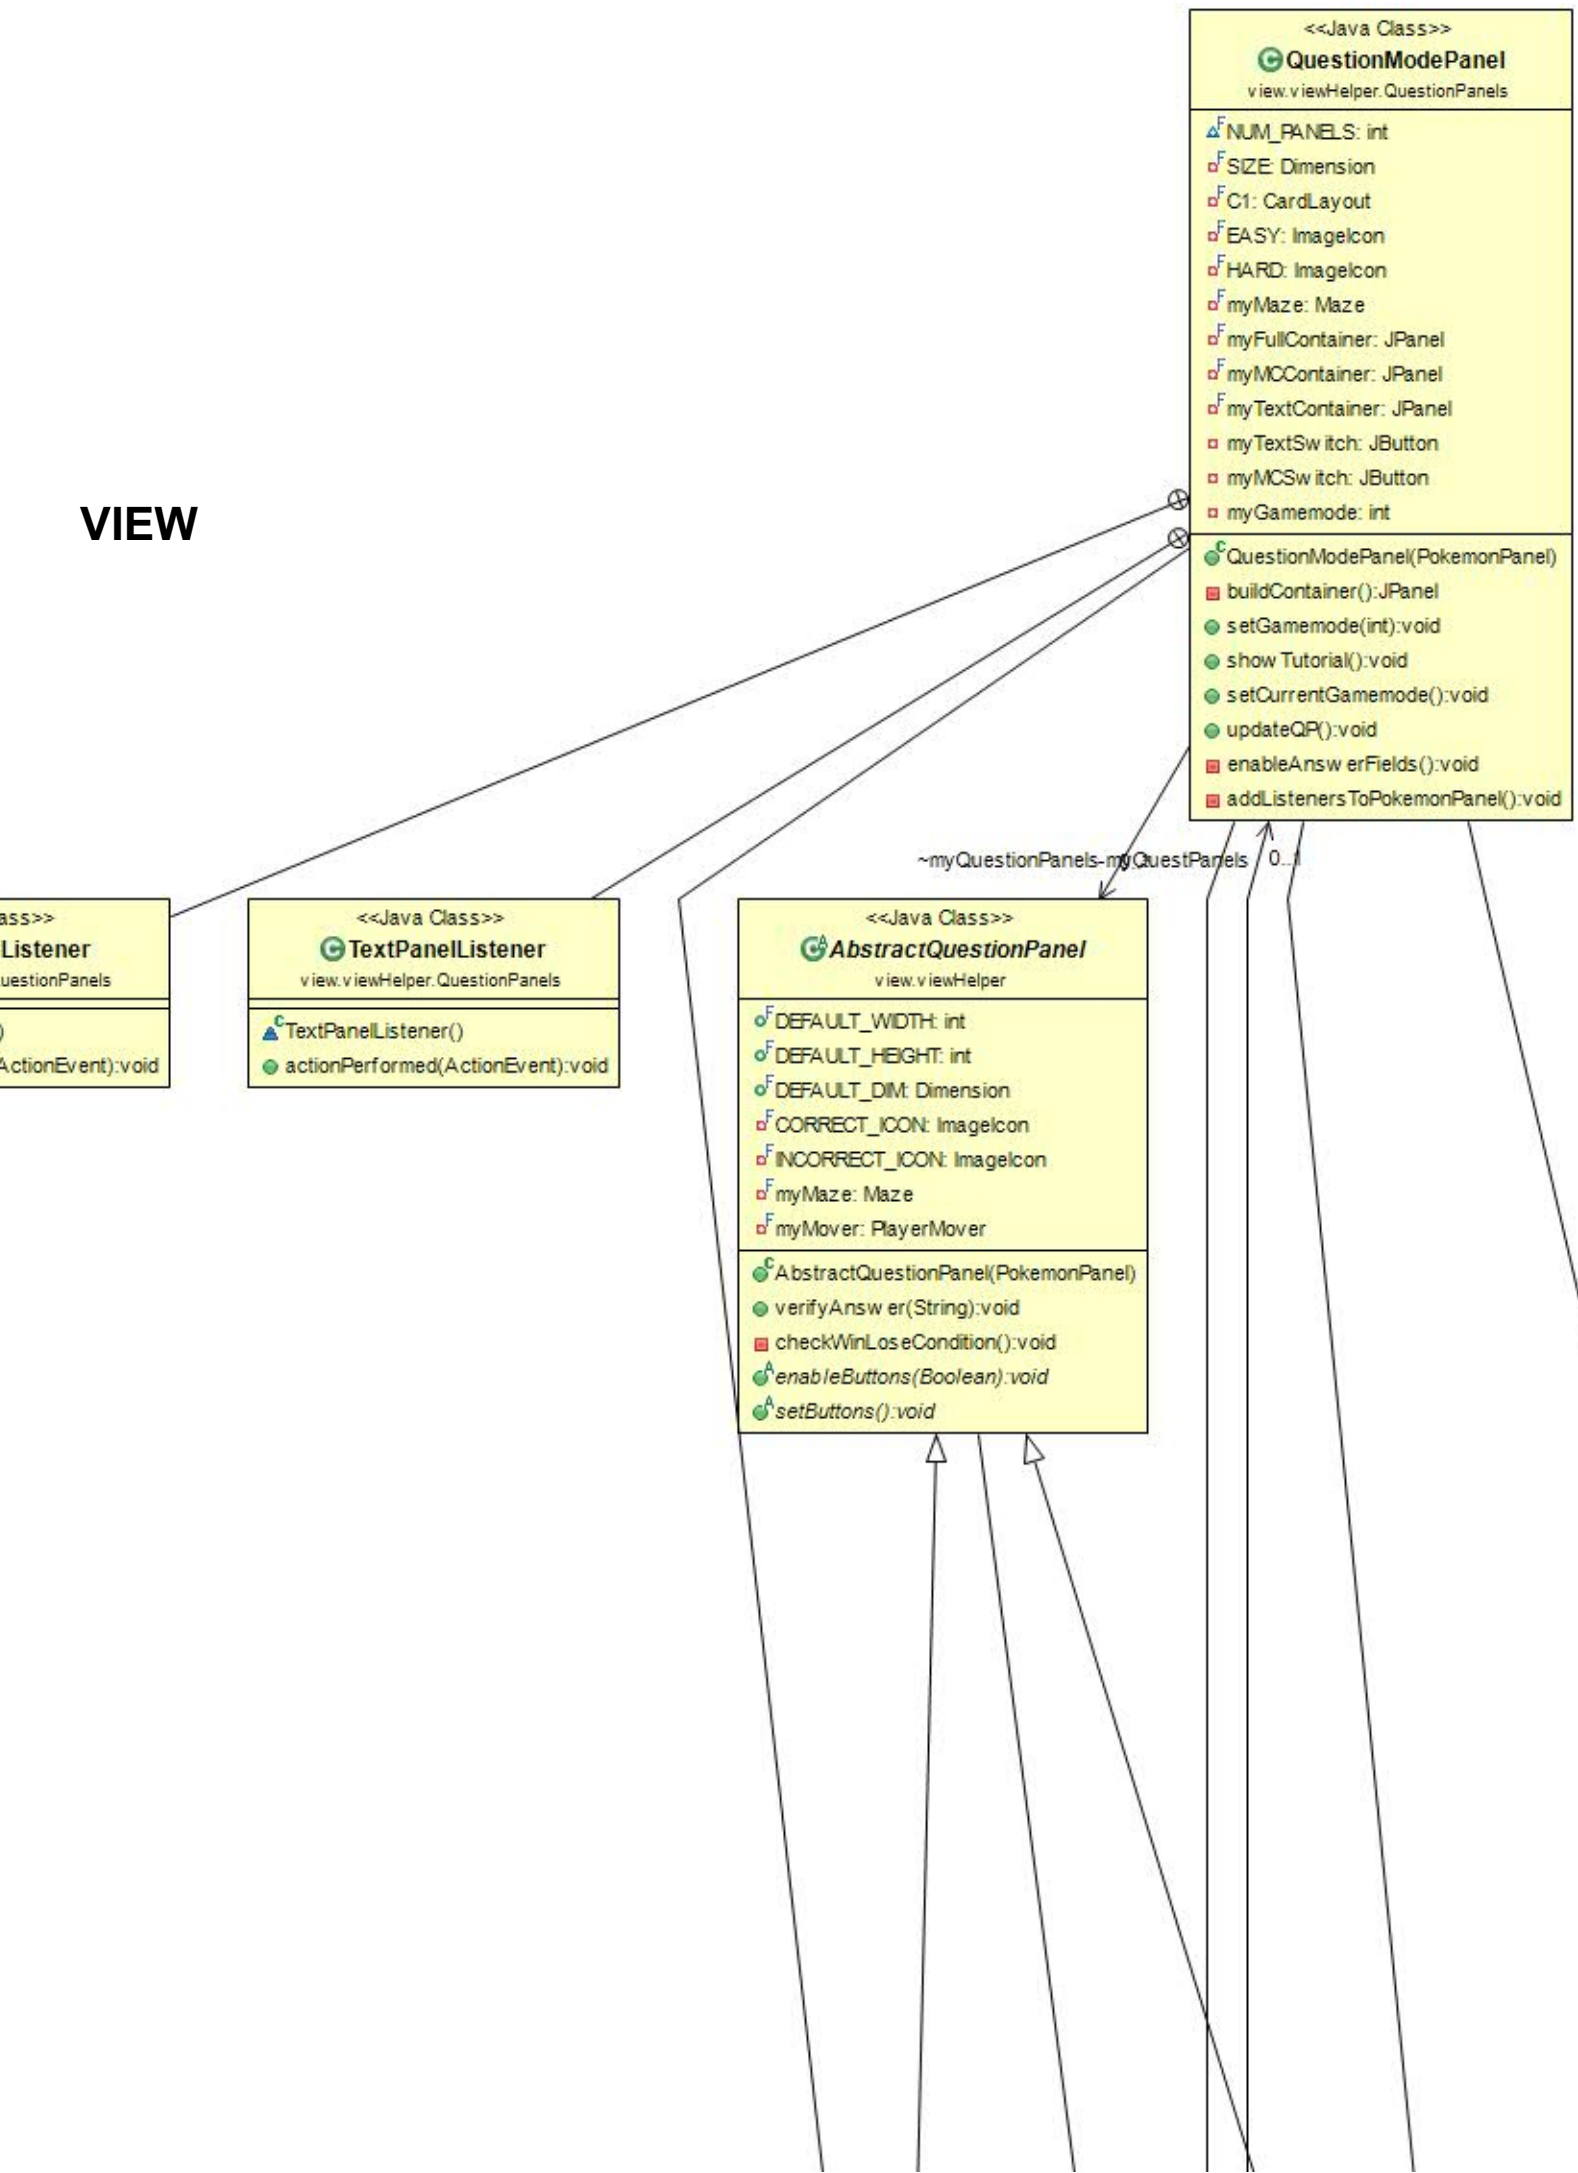 <<Java Class>>
QuestionModePanel
view.viewHelper.QuestionPanels
NUM_PANELS: int
SIZE: Dimension
C1: CardLayout
EASY: ImageIcon
HARD: ImageIcon
myMaze: Maze
myFullContainer: JPanel
myMCContainer: JPanel
myTextContainer: JPanel
myTextSwitch: JButton
myMCSwitch: JButton
myGamemode: int
QuestionModePanel(PokemonPanel)
buildContainer():JPanel
setGamemode(int):void
showTutorial():void
setCurrentGamemode():void
updateQP():void
enableAnswerFields():void
addListenersToPokemonPanel():void
VIEW
~myQuestionPanels
-myQuestPanels
0..1
ass>>
Listener
uestionPanels
)
ActionEvent):void
<<Java Class>>
TextPanelListener
view.viewHelper.QuestionPanels
TextPanelListener()
actionPerformed(ActionEvent):void
<<Java Class>>
AbstractQuestionPanel
view.viewHelper
DEFAULT_WIDTH: int
DEFAULT_HEIGHT: int
DEFAULT_DIM: Dimension
CORRECT_ICON: ImageIcon
INCORRECT_ICON: ImageIcon
myMaze: Maze
myMover: PlayerMover
AbstractQuestionPanel(PokemonPanel)
verifyAnswer(String):void
checkWinLoseCondition():void
enableButtons(Boolean):void
setButtons():void